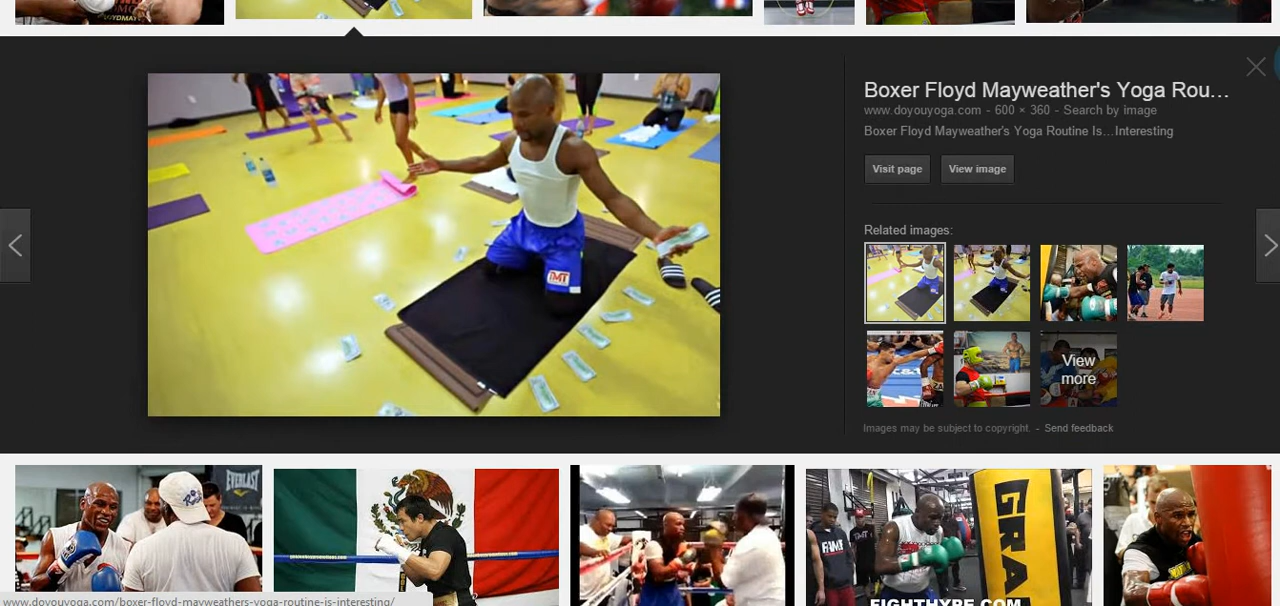 Boxer Floyd Mayweather's Yoga Rou...
www.doyouyoga.com - 600 × 360 - Search by image
Boxer Floyd Mayweather's Yoga Routine Is...Interesting
Visit page
View image
Related images:
TMT
View
more
Images may be subject to copyright. - Send feedback
EVERLAST
GRA
TMT
FIGHTHYPE.COM
www.doyouyoga.com/boxer-floyd-mayweathers-yoga-routine-is-interesting/